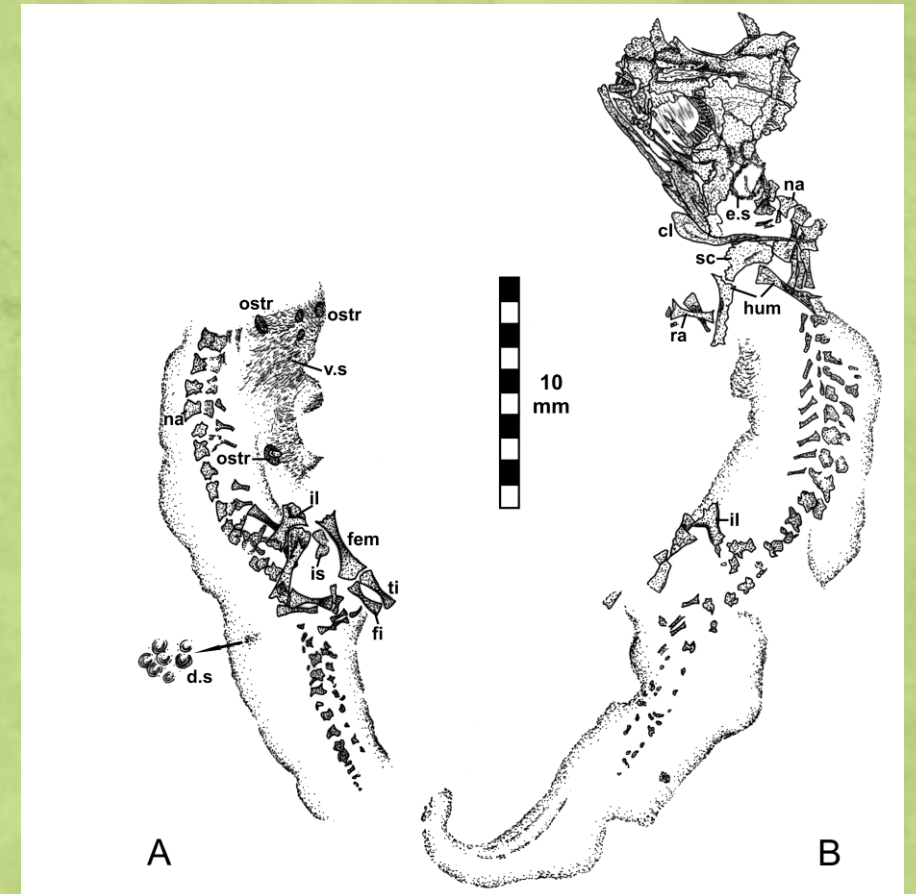 na
e.s
cl
sc
hum
ra
ostr
ostr
v.s
10
mm
na
ostr
il
il
fem
is
ti
fi
d.s
A
B